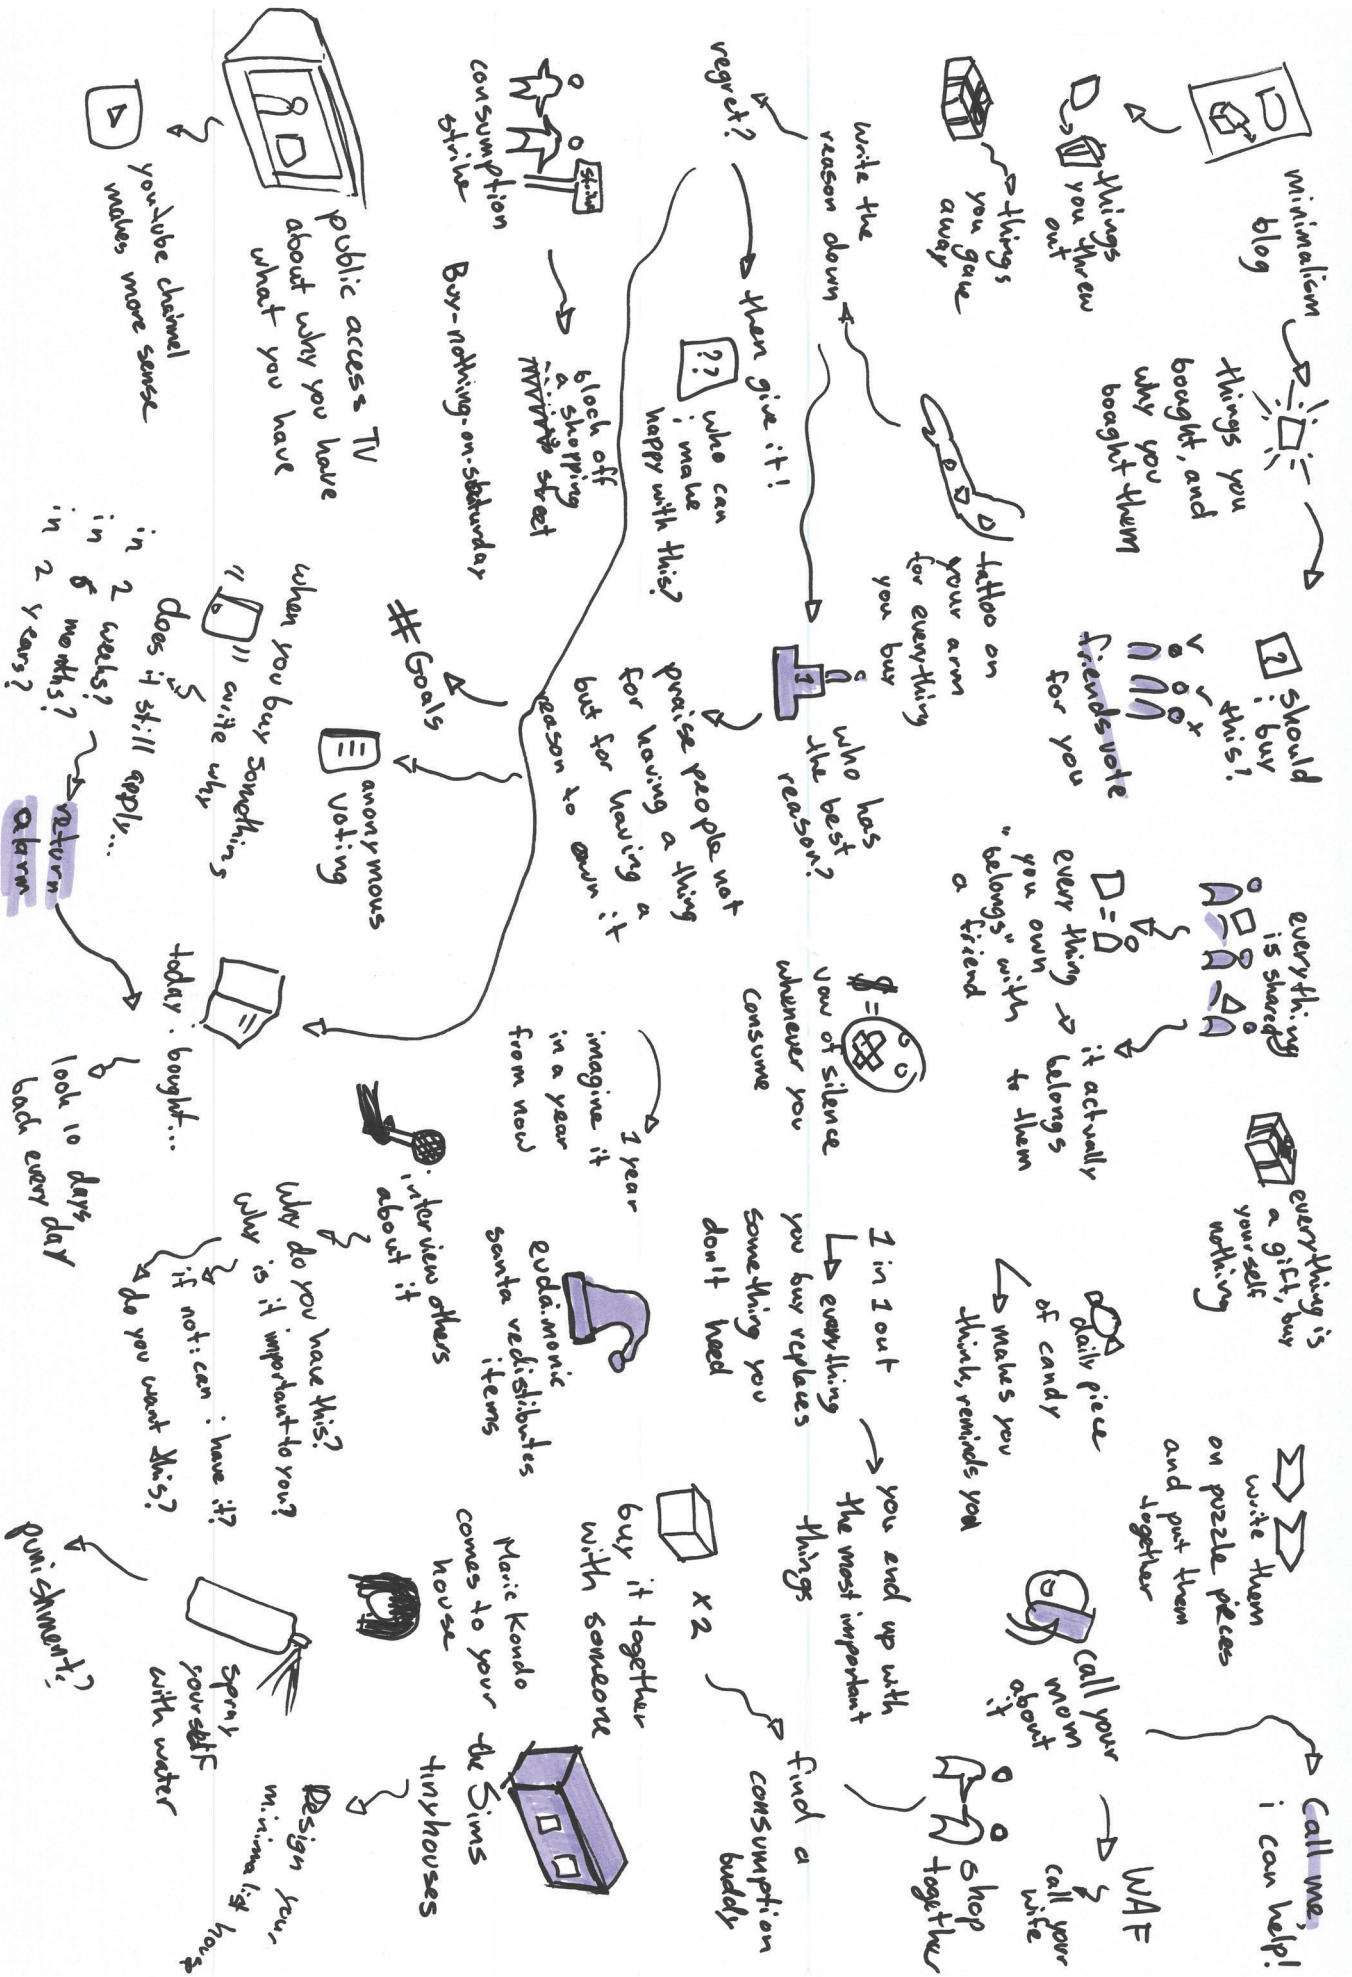 minimalism
blog
things you
bought, and
why you
bought them
?
should
i buy
this?
friends vote
for you
everything
is shared
everything
you own
"belongs" with
a friend
it actually
belongs
to them
everything is
a gift, buy
yourself
nothing
write them
on puzzle pieces
and put them
together
Call me,
i can help!
things
you threw
out
things
you gave
away
tattoo on
your arm
for everything
you buy
daily piece
of candy
makes you
think, reminds you
call your
mom
about
it
WAF
call your
wife
shop
together
write the
reason down
1
who has
the best
reason?
praise people not
for having a thing
but for having a
reason to own it
$ =
vow of silence
whenever you
consume
1 in 1 out
everything
you buy replaces
something you
don't need
you end up with
the most important
things
find a
consumption
buddy
regret?
then give it!
??
who can
i make
happy with this?
1 year
imagine it
in a year
from now
eudaimonic
santa redistibutes
items
x2
buy it together
with someone
strike
consumption
strike
block off
a shopping
street
Buy-nothing-on-saturday
#Goals
anonymous
voting
interview others
about it
why do you have this?
why is it important to you?
if not: can i have it?
do you want this?
Marie Kondo
comes to your
house
the Sims
tinyhouses
Design your
minimalist house
public access TV
about why you have
what you have
youtube channel
makes more sense
when you buy something
" " write why
does it still apply...
in 2 weeks?
in 6 months?
in 2 years?
return
alarm
today i bought...
look 10 days
back every day
spray
yourself
with water
punishment?